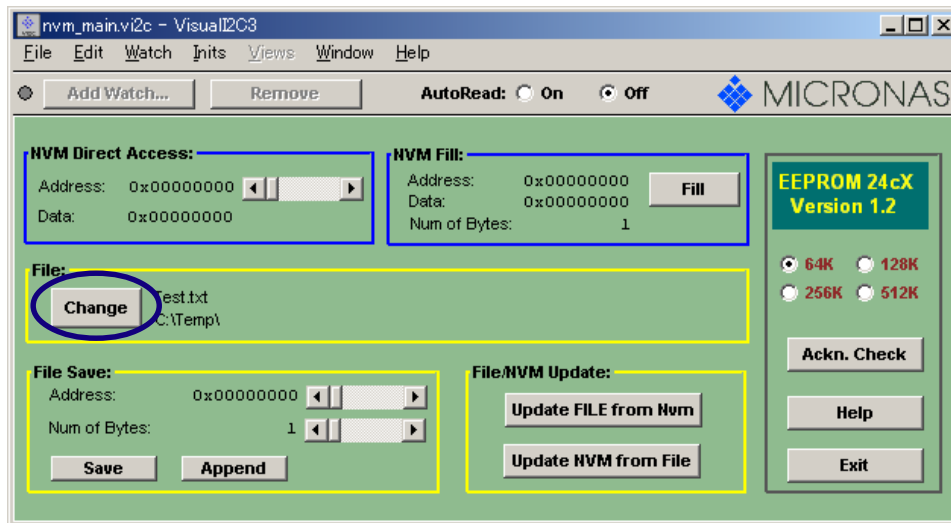 nvm_main.vi2c - VisualI2C3
File Edit Watch Inits Views Window Help
Add Watch... Remove AutoRead: On Off MICRONAS
NVM Direct Access:
Address: 0x00000000
Data: 0x00000000
NVM Fill:
Address: 0x00000000
Data: 0x00000000
Num of Bytes: 1
Fill
EEPROM 24cX
Version 1.2
64K 128K
256K 512K
File:
Change
Test.txt
C:\Temp\
Ackn. Check
Help
Exit
File Save:
Address: 0x00000000
Num of Bytes: 1
Save Append
File/NVM Update:
Update FILE from Nvm
Update NVM from File